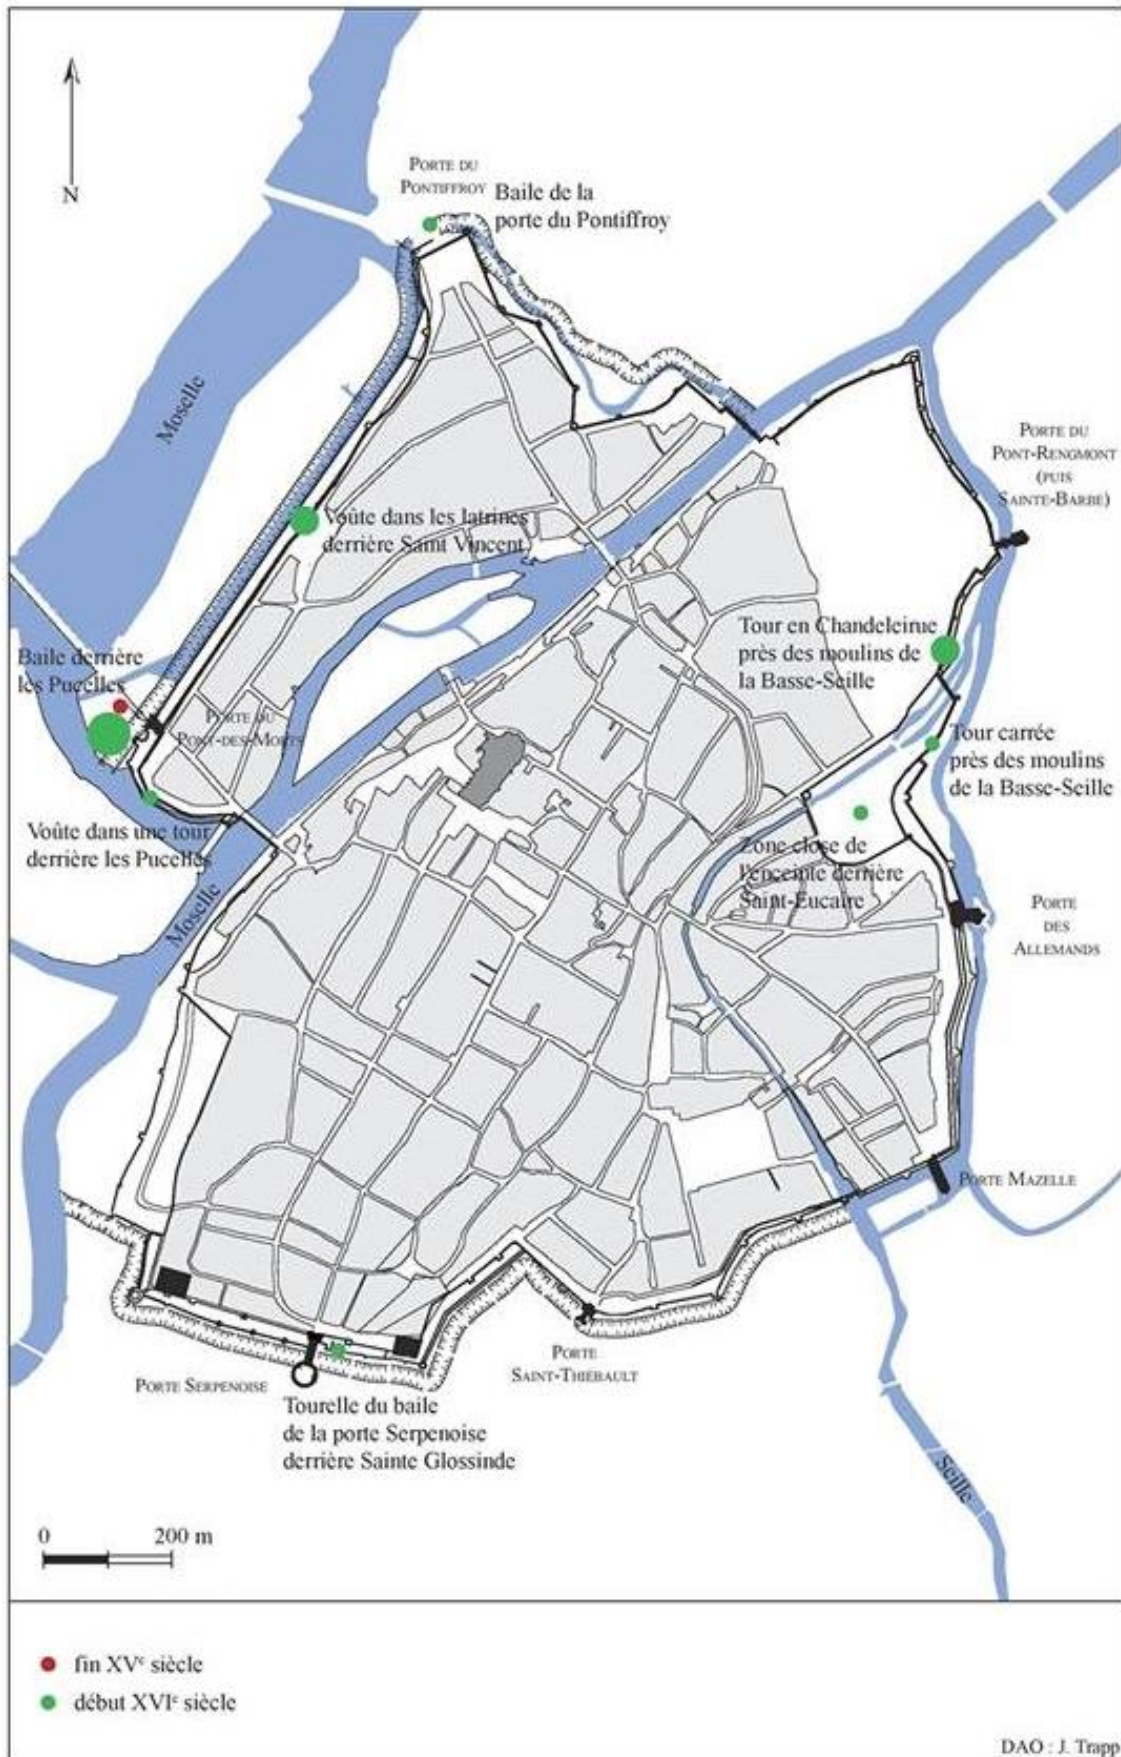 PORTE DU
PONTIFFROY
Baile de la
porte du Pontiffroy
N
Moselle
PORTE DU
PONT-RENGMONT
(PUIS
SAINTE-BARBE)
Voûte dans les latrines
derrière Saint Vincent
Tour en Chandeleirue
près des moulins de
la Basse-Seille
Baile derrière
les Pucelles
PORTE DU
PONT-DES-MORTS
Tour carrée
près des moulins
de la Basse-Seille
Voûte dans une tour
derrière les Pucelles
Zone close de
l'enceinte derrière
Saint-Eucaire
Moselle
PORTE
DES
ALLEMANDS
PORTE MAZELLE
PORTE
SAINT-THIÉBAULT
PORTE SERPENOISE
Tourelle du baile
de la porte Serpenoise
derrière Sainte Glossinde
Seille
0 200 m
fin XVe siècle
début XVIe siècle
DAO : J. Trapp